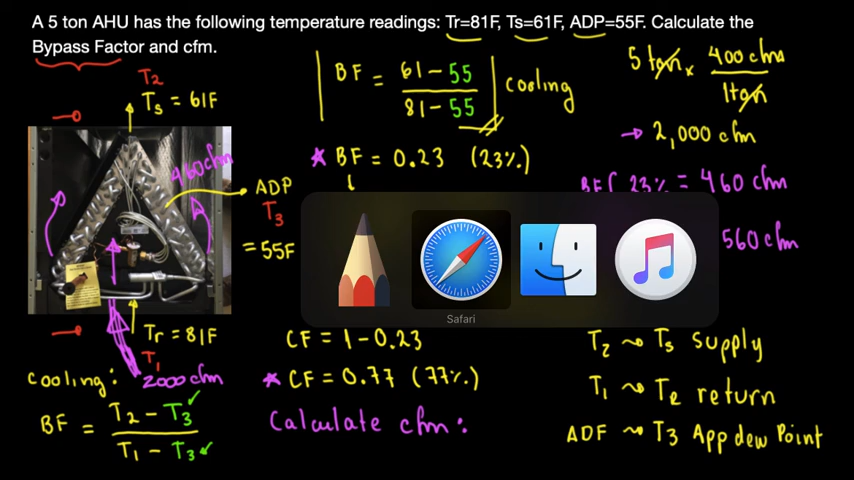 A 5 ton AHU has the following temperature readings: Tr=81F, Ts=61F, ADP=55F. Calculate the
Bypass Factor and cfm.
T2
Ts = 61F
460 cfm
ADP
T3
= 55F
Tr = 81F
T1
2000 cfm
cooling:
BF = T2 - T3
T1 - T3
BF = 61 - 55
81 - 55
cooling
* BF = 0.23 (23%)
CF = 1 - 0.23
* CF = 0.77 (77%)
Calculate cfm:
5 ton x 400 cfm
1 ton
→ 2,000 cfm
BF( 23% = 460 cfm
560 cfm
Safari
T2 ~ Ts supply
T1 ~ TR return
ADF ~ T3 App dew Point